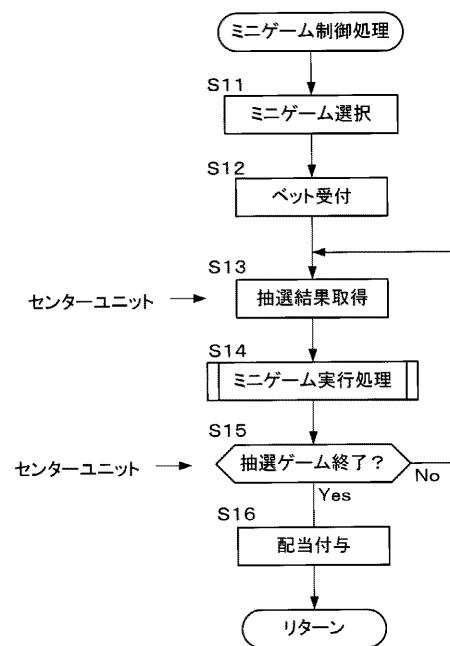 ミニゲーム制御処理
S11
ミニゲーム選択
S12
ベット受付
S13
センターユニット
抽選結果取得
S14
ミニゲーム実行処理
S15
センターユニット
抽選ゲーム終了?
No
Yes
S16
配当付与
リターン